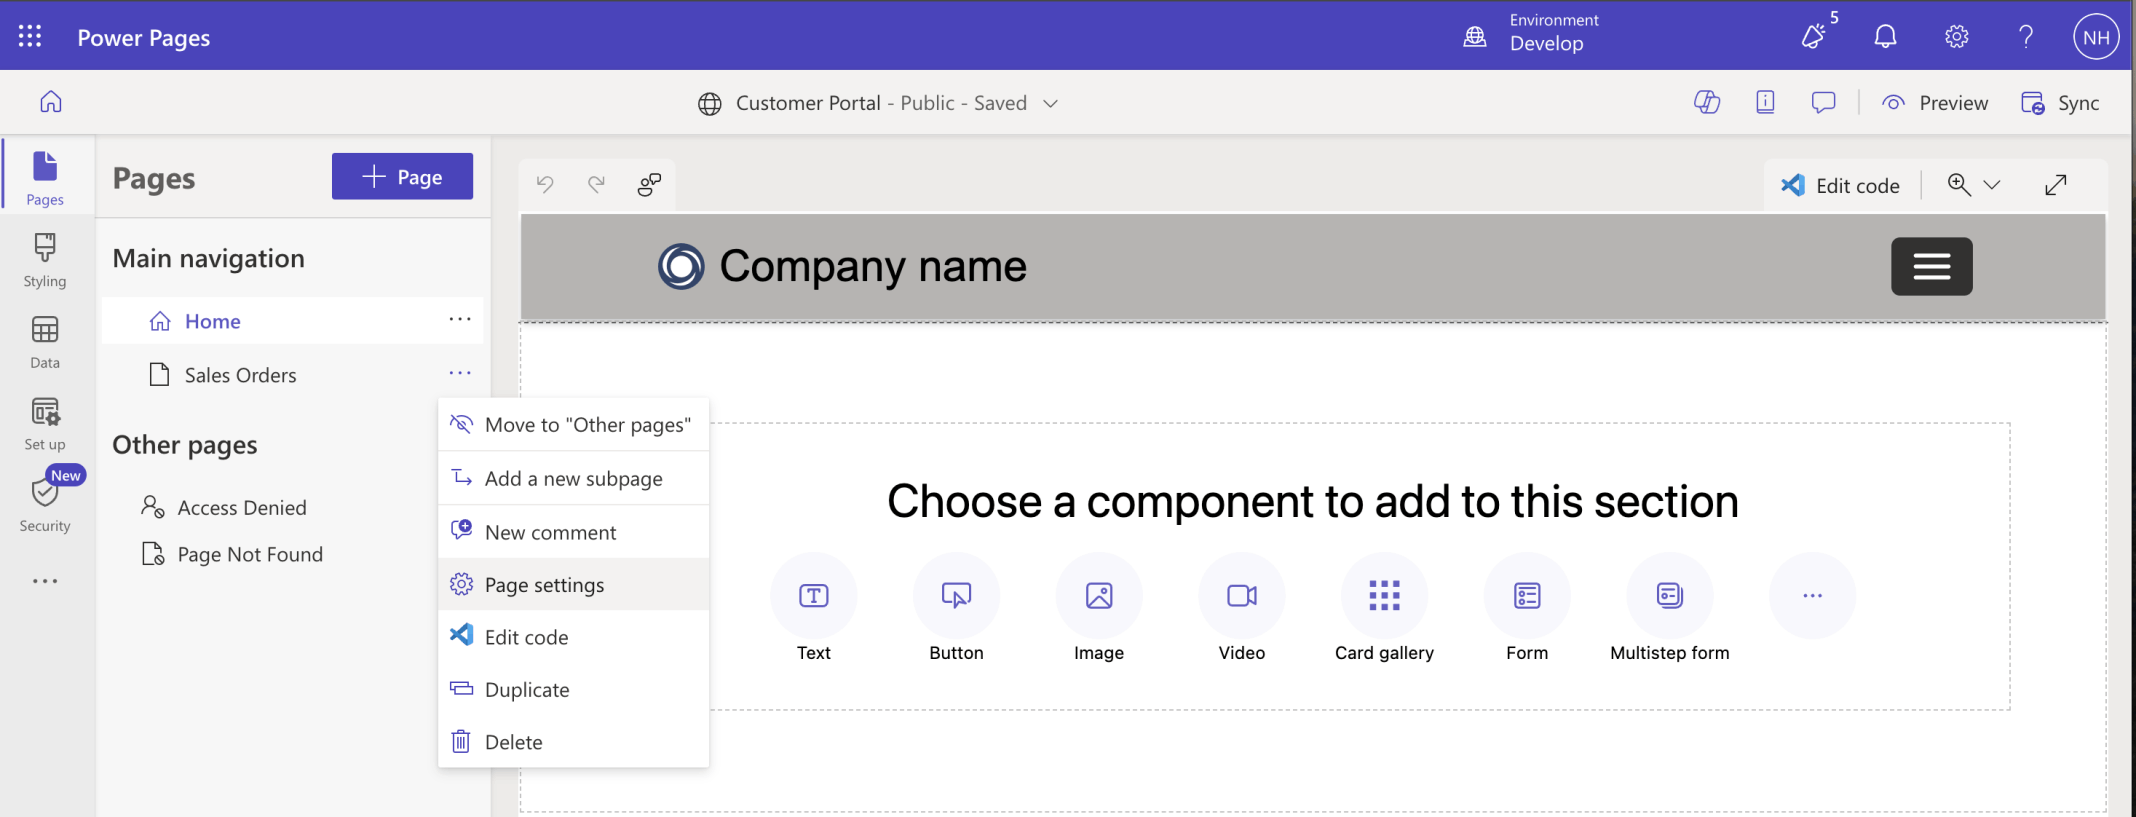 Power Pages
Environment
Develop
5
NH
Customer Portal - Public - Saved
Preview
Sync
Pages
Styling
Data
Set up
New
Security
Pages
Page
Main navigation
Home
Sales Orders
Other pages
Access Denied
Page Not Found
Move to "Other pages"
Add a new subpage
New comment
Page settings
Edit code
Duplicate
Delete
Edit code
Company name
Choose a component to add to this section
Text
Button
Image
Video
Card gallery
Form
Multistep form